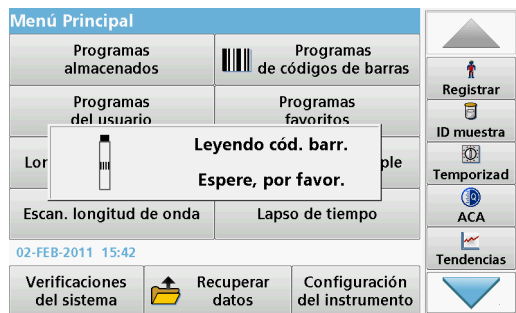 Menú Principal
Programas
almacenados
Programas
de códigos de barras
Programas
del usuario
Programas
favoritos
Leyendo cód. barr.
Espere, por favor.
Escan. longitud de onda
Lapso de tiempo
02-FEB-2011 15:42
Verificaciones
del sistema
Recuperar
datos
Configuración
del instrumento
Registrar
ID muestra
Temporizad
ACA
Tendencias